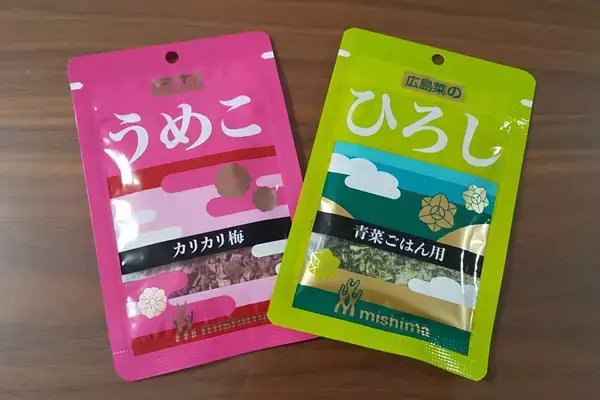 うめこ
カリカリ梅
mishima
広島菜の
ひろし
青菜ごはん用
mishima